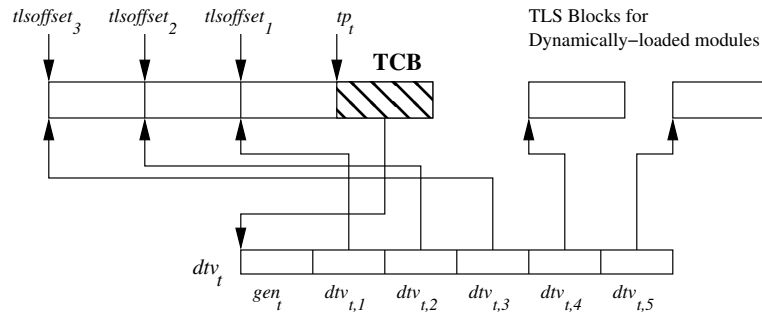 tlsoffset3 tlsoffset2 tlsoffset1 tpt TLS Blocks for
Dynamically−loaded modules
TCB
dtvt
gent dtvt,1 dtvt,2 dtvt,3 dtvt,4 dtvt,5